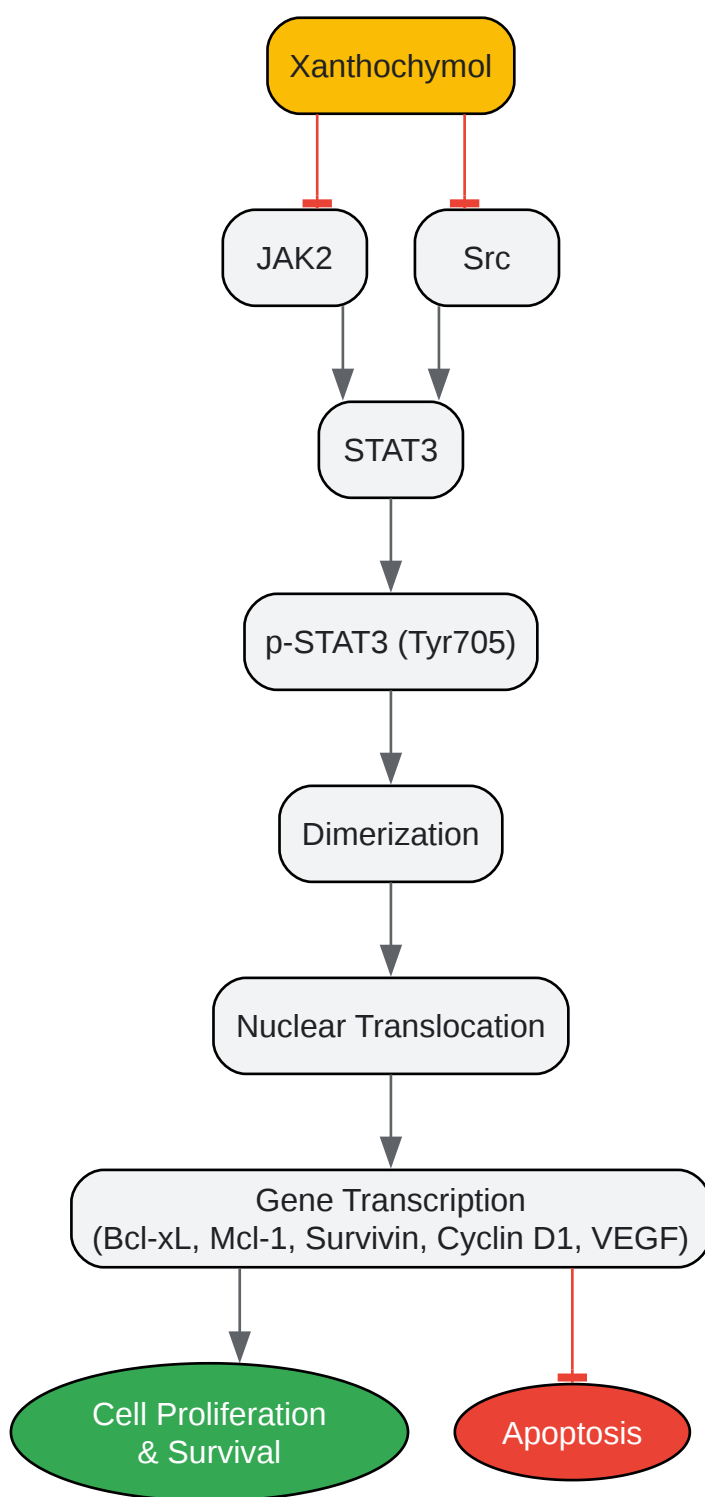 Xanthochymol
JAK2
Src
STAT3
p-STAT3 (Tyr705)
Dimerization
Nuclear Translocation
Gene Transcription
(Bcl-xL, Mcl-1, Survivin, Cyclin D1, VEGF)
Cell Proliferation
& Survival
Apoptosis